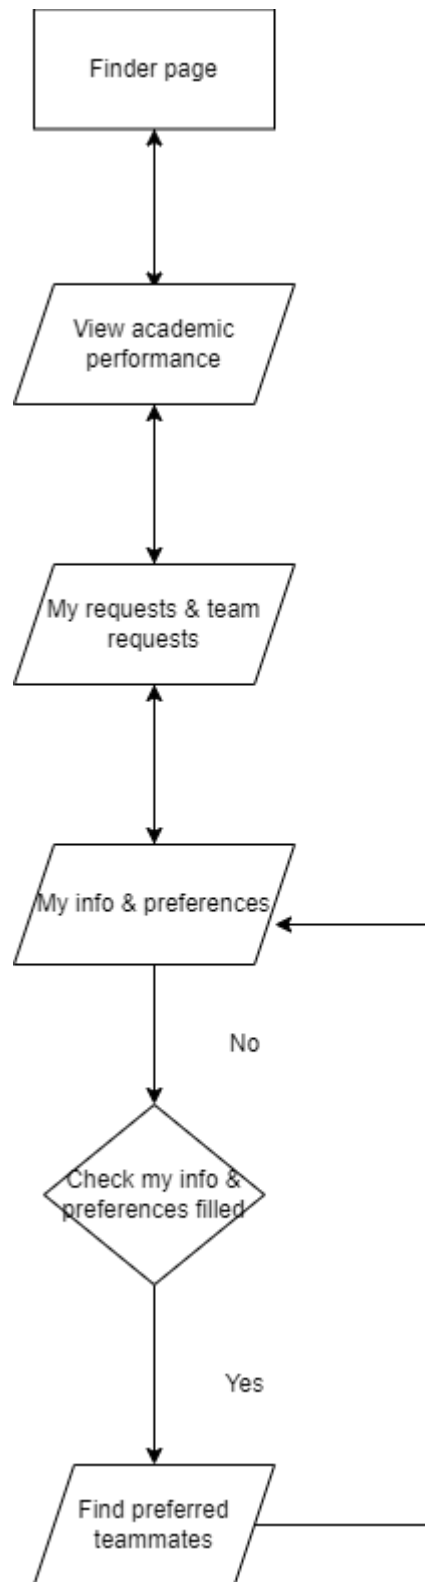 Finder page
View academic
performance
My requests & team
requests
My info & preferences
No
Check my info &
preferences filled
Yes
Find preferred
teammates